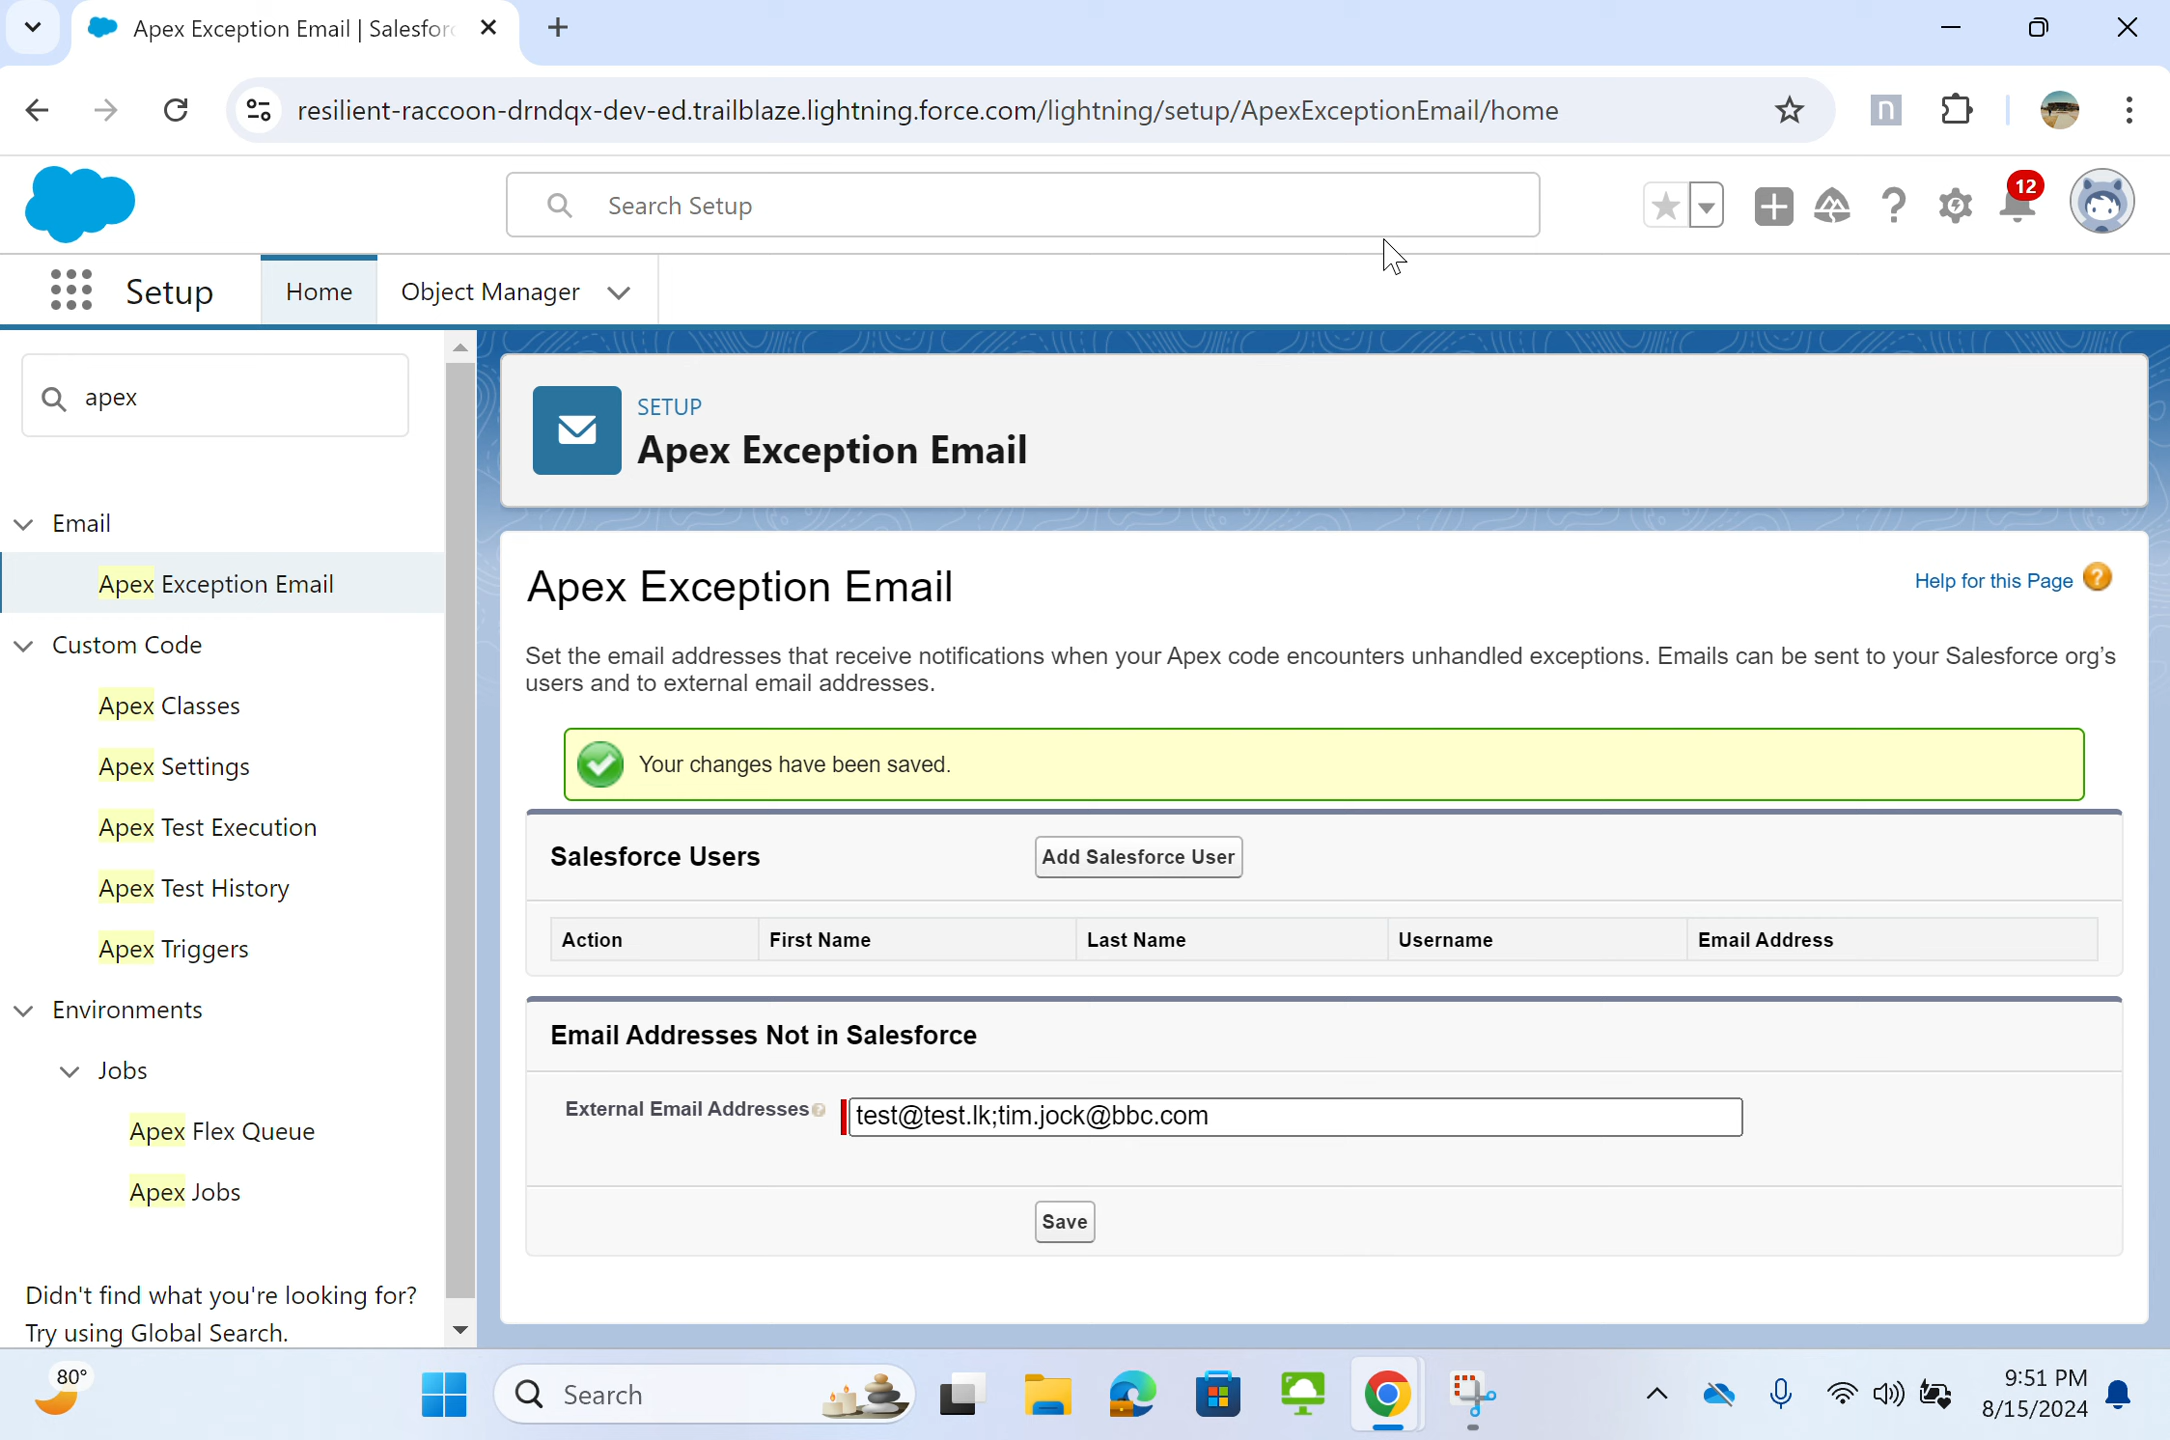 Apex Exception Email | Salesforc
resilient-raccoon-drndqx-dev-ed.trailblaze.lightning.force.com/lightning/setup/ApexExceptionEmail/home
n
Search Setup
12
Setup
Home
Object Manager
apex
Email
Apex Exception Email
Custom Code
Apex Classes
Apex Settings
Apex Test Execution
Apex Test History
Apex Triggers
Environments
Jobs
Apex Flex Queue
Apex Jobs
Didn't find what you're looking for?
Try using Global Search.
SETUP
Apex Exception Email
Apex Exception Email
Help for this Page ?
Set the email addresses that receive notifications when your Apex code encounters unhandled exceptions. Emails can be sent to your Salesforce org's
users and to external email addresses.
Your changes have been saved.
Salesforce Users
Add Salesforce User
Action First Name Last Name Username Email Address
Email Addresses Not in Salesforce
External Email Addresses
test@test.lk;tim.jock@bbc.com
Save
80°
Search
9:51 PM
8/15/2024